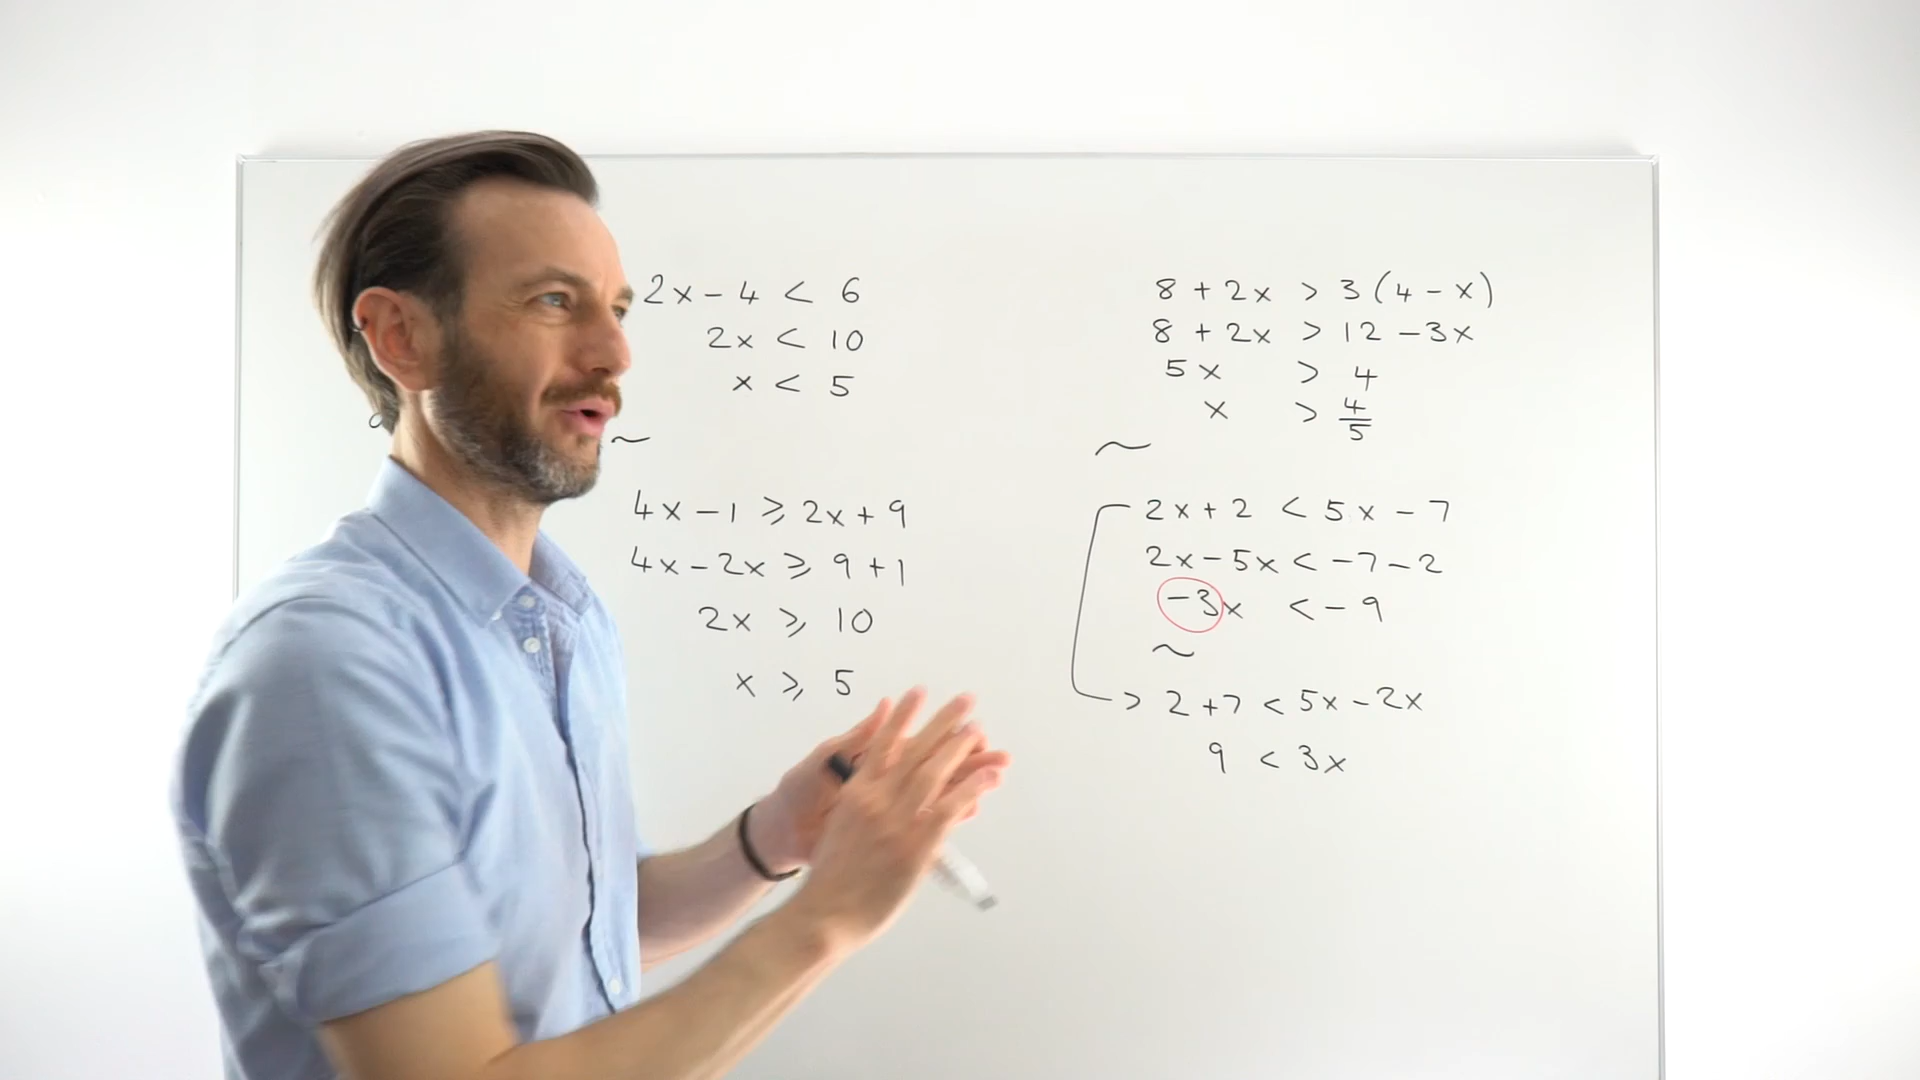 2x - 4 < 6
2x < 10
x < 5
~
4x - 1 ⩾ 2x + 9
4x - 2x ⩾ 9 + 1
2x ⩾ 10
x ⩾ 5
8 + 2x > 3(4 - x)
8 + 2x > 12 - 3x
5x > 4
x > 4/5
~
2x + 2 < 5x - 7
2x - 5x < -7 - 2
-3x < -9
~
2 + 7 < 5x - 2x
9 < 3x